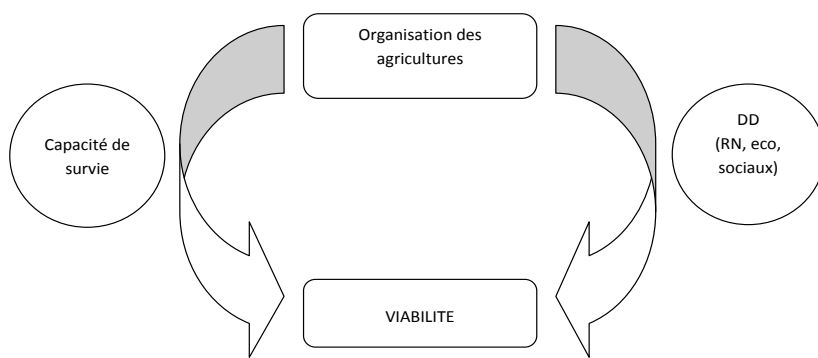 Organisation des
agricultures
Capacité de
survie
DD
(RN, eco,
sociaux)
VIABILITE